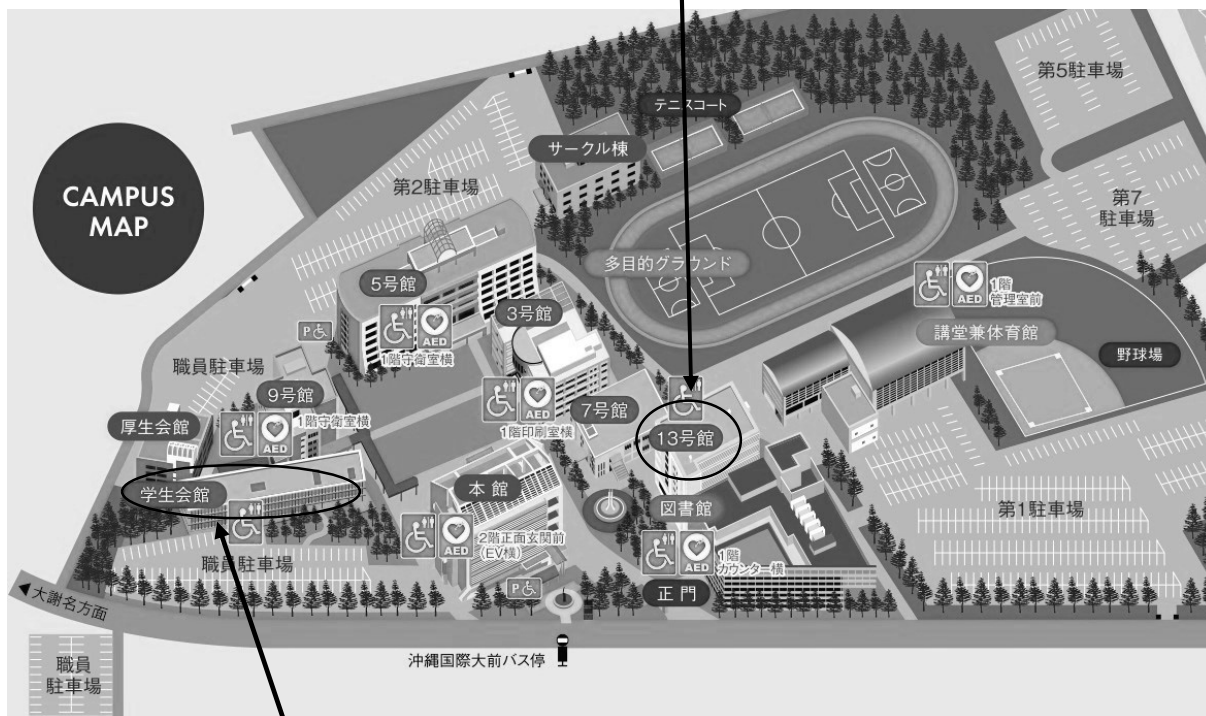 CAMPUS
MAP
第5駐車場
テニスコート
サークル棟
第2駐車場
第7
駐車場
多目的グラウンド
5号館
AED
1階守衛室横
P
3号館
AED
1階
管理室前
講堂兼体育館
野球場
職員駐車場
9号館
AED
1階守衛室横
厚生会館
AED
1階印刷室横
7号館
13号館
学生会館
本館
AED
2階正面玄関前
(EV横)
図書館
AED
1階
カウンター横
第1駐車場
職員駐車場
P
正門
大謝名方面
沖縄国際大前バス停
職員
駐車場